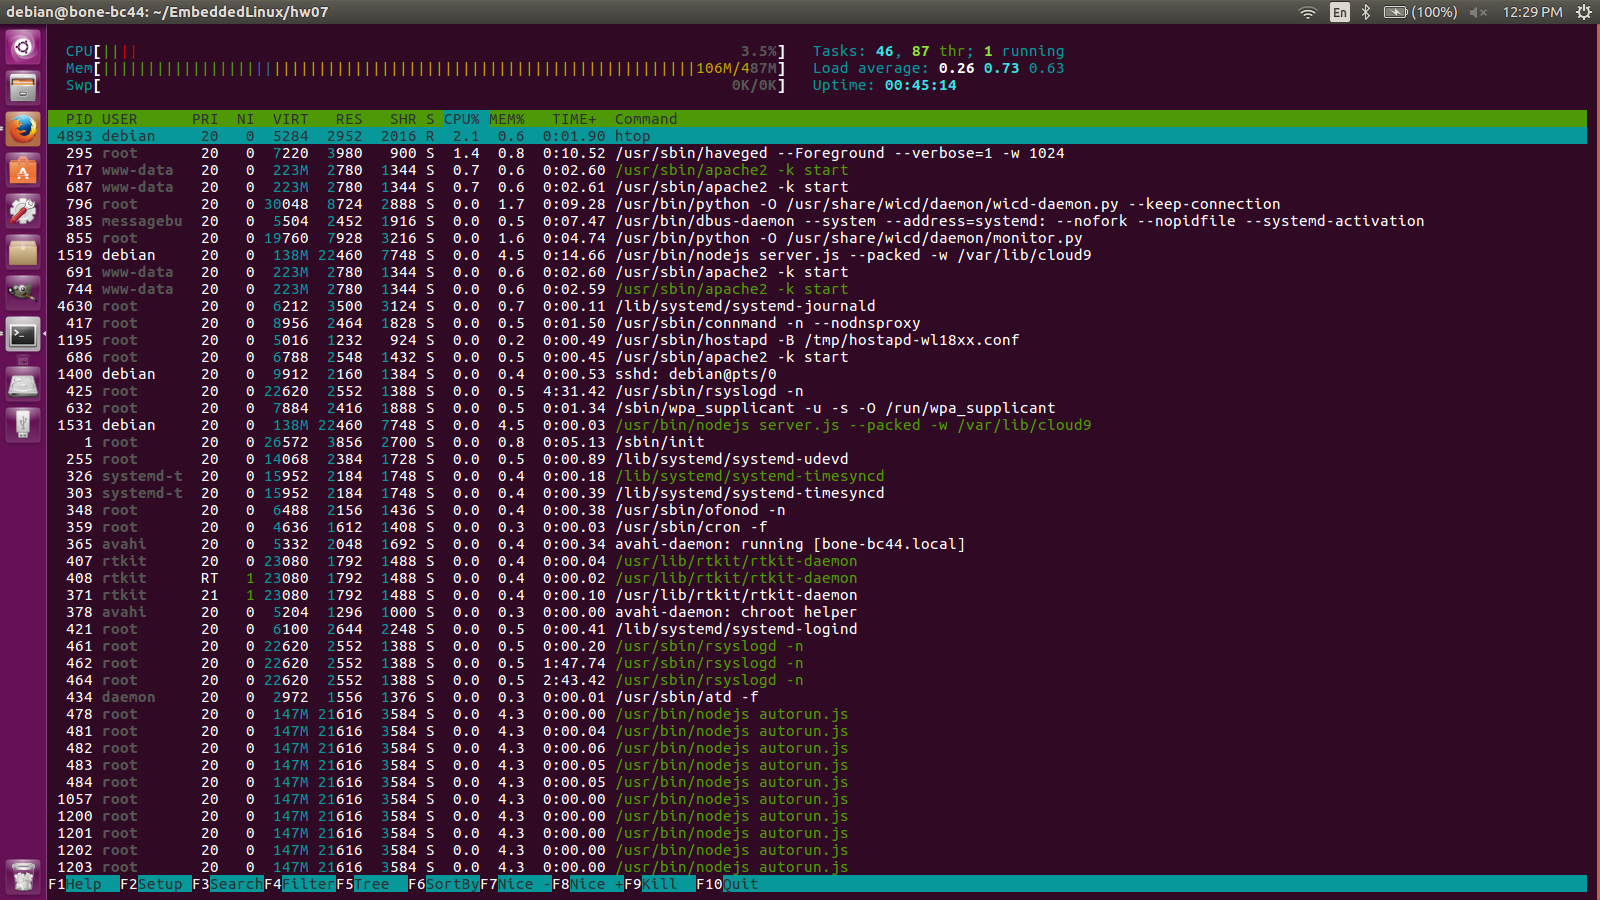 debian@bone-bc44: ~/EmbeddedLinux/hw07 En (100%) 12:29 PM
CPU[|||| 3.5%] Tasks: 46, 87 thr; 1 running
Mem[||||||||||||||||||||||||||||||||||||||||||||||||||||||||||||||||||106M/487M] Load average: 0.26 0.73 0.63
Swp[ 0K/0K] Uptime: 00:45:14
PID USER PRI NI VIRT RES SHR S CPU% MEM% TIME+ Command
4893 debian 20 0 5284 2952 2016 R 2.1 0.6 0:01.90 htop
295 root 20 0 7220 3980 900 S 1.4 0.8 0:10.52 /usr/sbin/haveged --Foreground --verbose=1 -w 1024
717 www-data 20 0 223M 2780 1344 S 0.7 0.6 0:02.60 /usr/sbin/apache2 -k start
687 www-data 20 0 223M 2780 1344 S 0.7 0.6 0:02.61 /usr/sbin/apache2 -k start
796 root 20 0 30048 8724 2888 S 0.0 1.7 0:09.28 /usr/bin/python -O /usr/share/wicd/daemon/wicd-daemon.py --keep-connection
385 messagebu 20 0 5504 2452 1916 S 0.0 0.5 0:07.47 /usr/bin/dbus-daemon --system --address=systemd: --nofork --nopidfile --systemd-activation
855 root 20 0 19760 7928 3216 S 0.0 1.6 0:04.74 /usr/bin/python -O /usr/share/wicd/daemon/monitor.py
1519 debian 20 0 138M 22460 7748 S 0.0 4.5 0:14.66 /usr/bin/nodejs server.js --packed -w /var/lib/cloud9
691 www-data 20 0 223M 2780 1344 S 0.0 0.6 0:02.60 /usr/sbin/apache2 -k start
744 www-data 20 0 223M 2780 1344 S 0.0 0.6 0:02.59 /usr/sbin/apache2 -k start
4630 root 20 0 6212 3500 3124 S 0.0 0.7 0:00.11 /lib/systemd/systemd-journald
417 root 20 0 8956 2464 1828 S 0.0 0.5 0:01.50 /usr/sbin/connmand -n --nodnsproxy
1195 root 20 0 5016 1232 924 S 0.0 0.2 0:00.49 /usr/sbin/hostapd -B /tmp/hostapd-wl18xx.conf
686 root 20 0 6788 2548 1432 S 0.0 0.5 0:00.45 /usr/sbin/apache2 -k start
1400 debian 20 0 9912 2160 1384 S 0.0 0.4 0:00.53 sshd: debian@pts/0
425 root 20 0 22620 2552 1388 S 0.0 0.5 4:31.42 /usr/sbin/rsyslogd -n
632 root 20 0 7884 2416 1888 S 0.0 0.5 0:01.34 /sbin/wpa_supplicant -u -s -O /run/wpa_supplicant
1531 debian 20 0 138M 22460 7748 S 0.0 4.5 0:00.03 /usr/bin/nodejs server.js --packed -w /var/lib/cloud9
1 root 20 0 26572 3856 2700 S 0.0 0.8 0:05.13 /sbin/init
255 root 20 0 14068 2384 1728 S 0.0 0.5 0:00.89 /lib/systemd/systemd-udevd
326 systemd-t 20 0 15952 2184 1748 S 0.0 0.4 0:00.18 /lib/systemd/systemd-timesyncd
303 systemd-t 20 0 15952 2184 1748 S 0.0 0.4 0:00.39 /lib/systemd/systemd-timesyncd
348 root 20 0 6488 2156 1436 S 0.0 0.4 0:00.38 /usr/sbin/ofonod -n
359 root 20 0 4636 1612 1408 S 0.0 0.3 0:00.03 /usr/sbin/cron -f
365 avahi 20 0 5332 2048 1692 S 0.0 0.4 0:00.34 avahi-daemon: running [bone-bc44.local]
407 rtkit 20 0 23080 1792 1488 S 0.0 0.4 0:00.04 /usr/lib/rtkit/rtkit-daemon
408 rtkit RT 1 23080 1792 1488 S 0.0 0.4 0:00.02 /usr/lib/rtkit/rtkit-daemon
371 rtkit 21 1 23080 1792 1488 S 0.0 0.4 0:00.10 /usr/lib/rtkit/rtkit-daemon
378 avahi 20 0 5204 1296 1000 S 0.0 0.3 0:00.00 avahi-daemon: chroot helper
421 root 20 0 6100 2644 2248 S 0.0 0.5 0:00.41 /lib/systemd/systemd-logind
461 root 20 0 22620 2552 1388 S 0.0 0.5 0:00.20 /usr/sbin/rsyslogd -n
462 root 20 0 22620 2552 1388 S 0.0 0.5 1:47.74 /usr/sbin/rsyslogd -n
464 root 20 0 22620 2552 1388 S 0.0 0.5 2:43.42 /usr/sbin/rsyslogd -n
434 daemon 20 0 2972 1556 1376 S 0.0 0.3 0:00.01 /usr/sbin/atd -f
478 root 20 0 147M 21616 3584 S 0.0 4.3 0:00.00 /usr/bin/nodejs autorun.js
481 root 20 0 147M 21616 3584 S 0.0 4.3 0:00.04 /usr/bin/nodejs autorun.js
482 root 20 0 147M 21616 3584 S 0.0 4.3 0:00.06 /usr/bin/nodejs autorun.js
483 root 20 0 147M 21616 3584 S 0.0 4.3 0:00.05 /usr/bin/nodejs autorun.js
484 root 20 0 147M 21616 3584 S 0.0 4.3 0:00.05 /usr/bin/nodejs autorun.js
1057 root 20 0 147M 21616 3584 S 0.0 4.3 0:00.00 /usr/bin/nodejs autorun.js
1200 root 20 0 147M 21616 3584 S 0.0 4.3 0:00.00 /usr/bin/nodejs autorun.js
1201 root 20 0 147M 21616 3584 S 0.0 4.3 0:00.00 /usr/bin/nodejs autorun.js
1202 root 20 0 147M 21616 3584 S 0.0 4.3 0:00.00 /usr/bin/nodejs autorun.js
1203 root 20 0 147M 21616 3584 S 0.0 4.3 0:00.00 /usr/bin/nodejs autorun.js
F1Help F2Setup F3SearchF4FilterF5Tree F6SortByF7Nice -F8Nice +F9Kill F10Quit